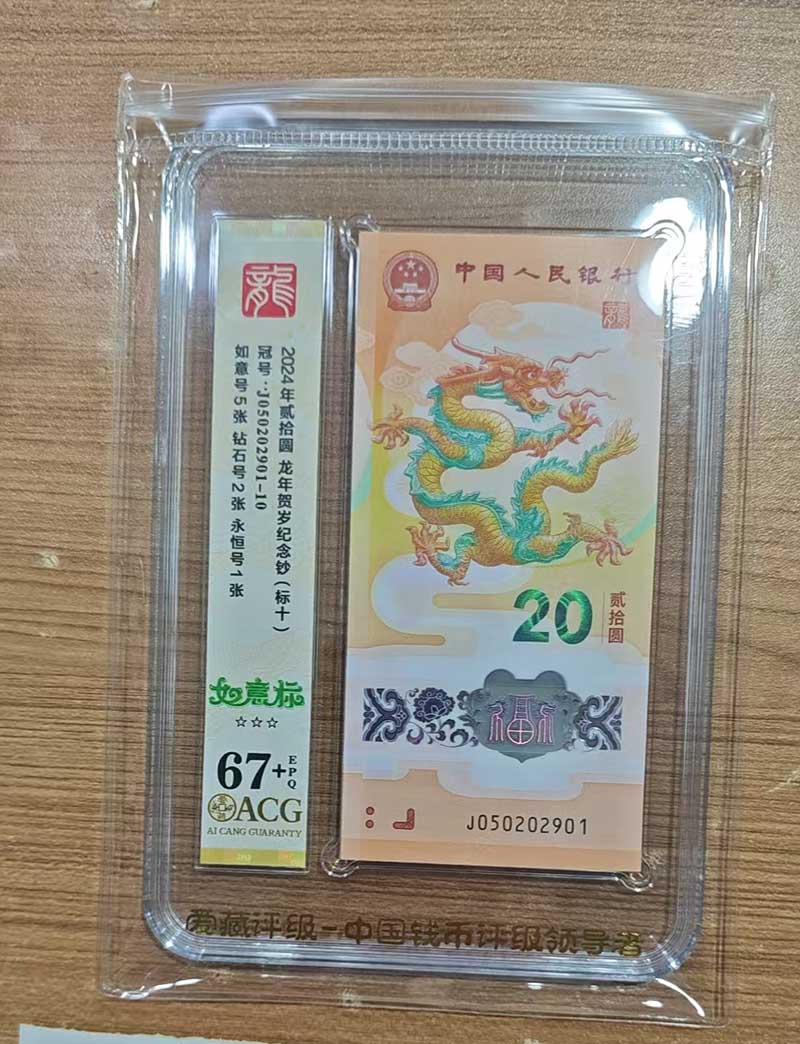 龍
2024年贰拾圆 龙年贺岁纪念钞(标十)
冠号:J050202901-10
如意号5张 钻石号2张 永恒号1张
如意标
☆☆☆
67+ EPQ
ACG
AI CANG GUARANTY
中国人民银行
龍
20
贰拾圆
福
J050202901
爱藏评级-中国钱币评级领导者